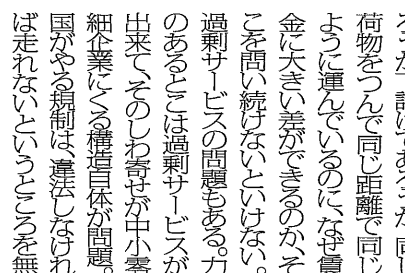 荷物をつんで同じ距離で同じ
ように運んでいるのに、なぜ賃
金に大きい差ができるのか、そ
こを問い続けないといけない。
過剰サービスの問題もある。力
のあるとこは過剰サービスが
出来て、そのしわ寄せが中小零
細企業にくる構造自体が問題。
国がやる規制は、違法しなけれ
ば走れないというところを無